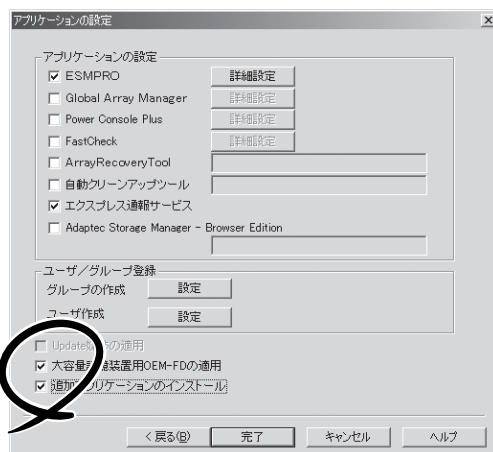 アプリケーションの設定
アプリケーションの設定
ESMPRO 詳細設定
Global Array Manager 詳細設定
Power Console Plus 詳細設定
FastCheck 詳細設定
ArrayRecoveryTool
自動クリーンアップツール
エクスプレス通報サービス
Adaptec Storage Manager - Browser Edition
ユーザ/グループ登録
グループの作成 設定
ユーザ作成 設定
Update の適用
大容量記憶装置用OEM-FDの適用
追加アプリケーションのインストール
< 戻る(B) 完了 キャンセル ヘルプ